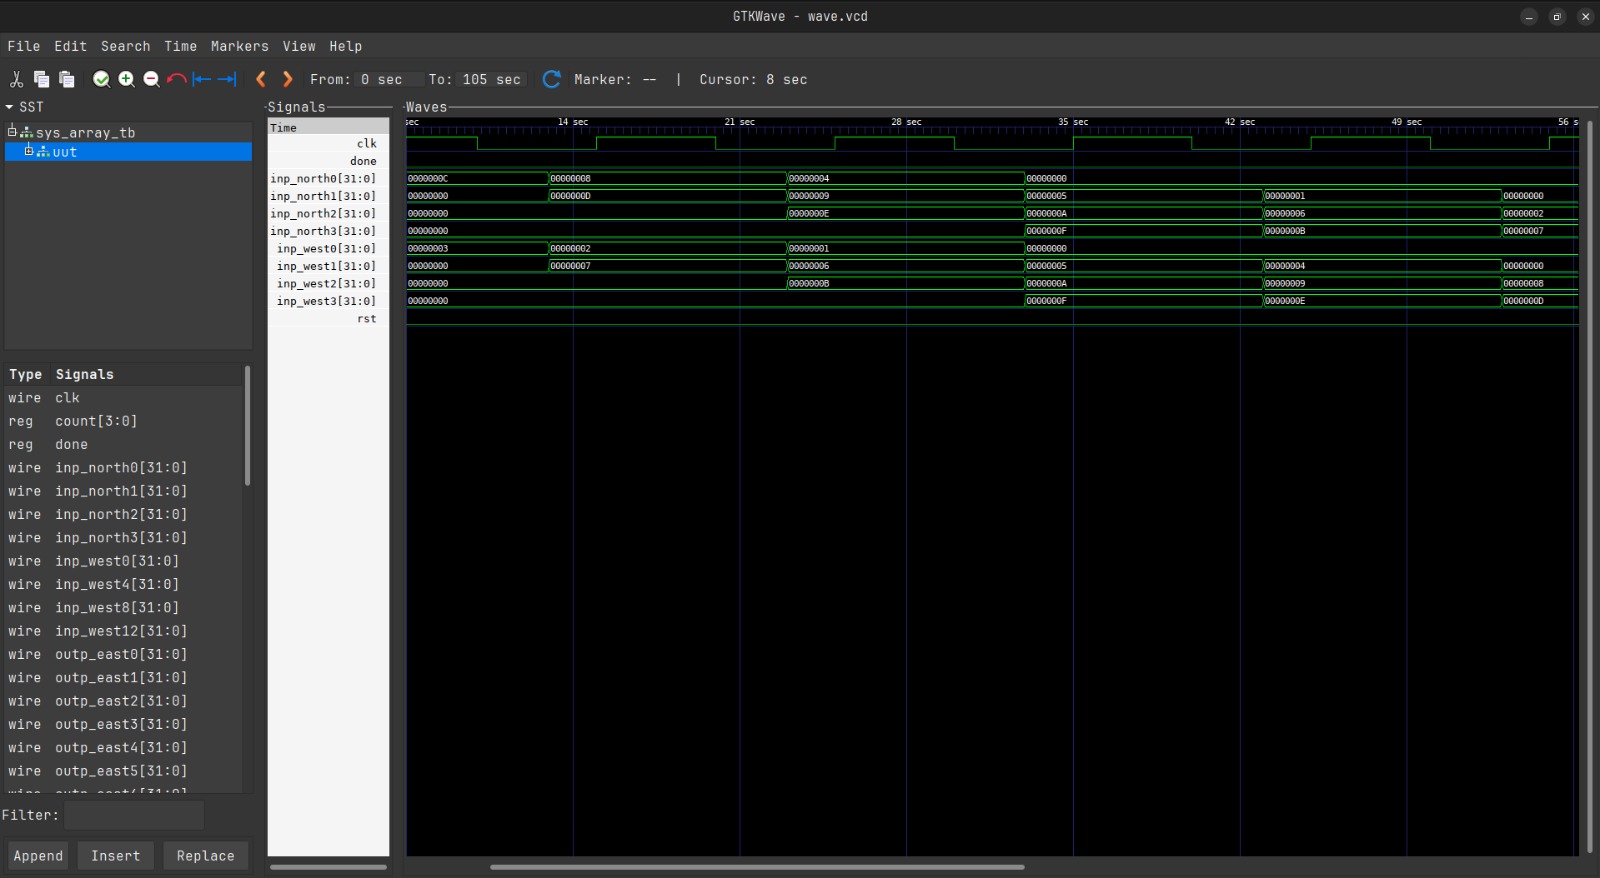 GTKWave - wave.vcd
File Edit Search Time Markers View Help
From: 0 sec To: 105 sec Marker: -- | Cursor: 8 sec
SST
sys_array_tb
uut
Type Signals
wire clk
reg count[3:0]
reg done
wire inp_north0[31:0]
wire inp_north1[31:0]
wire inp_north2[31:0]
wire inp_north3[31:0]
wire inp_west0[31:0]
wire inp_west4[31:0]
wire inp_west8[31:0]
wire inp_west12[31:0]
wire outp_east0[31:0]
wire outp_east1[31:0]
wire outp_east2[31:0]
wire outp_east3[31:0]
wire outp_east4[31:0]
wire outp_east5[31:0]
Filter:
Append Insert Replace
Signals
Time
clk
done
inp_north0[31:0]
inp_north1[31:0]
inp_north2[31:0]
inp_north3[31:0]
inp_west0[31:0]
inp_west1[31:0]
inp_west2[31:0]
inp_west3[31:0]
rst
Waves
sec 14 sec 21 sec 28 sec 35 sec 42 sec 49 sec 56 s
0000000C 00000008 00000004 00000000
00000000 0000000D 00000009 00000005 00000001 00000000
00000000 0000000E 0000000A 00000006 00000002
00000000 0000000F 0000000B 00000007
00000003 00000002 00000001 00000000
00000000 00000007 00000006 00000005 00000004 00000000
00000000 0000000B 0000000A 00000009 00000008
00000000 0000000F 0000000E 0000000D